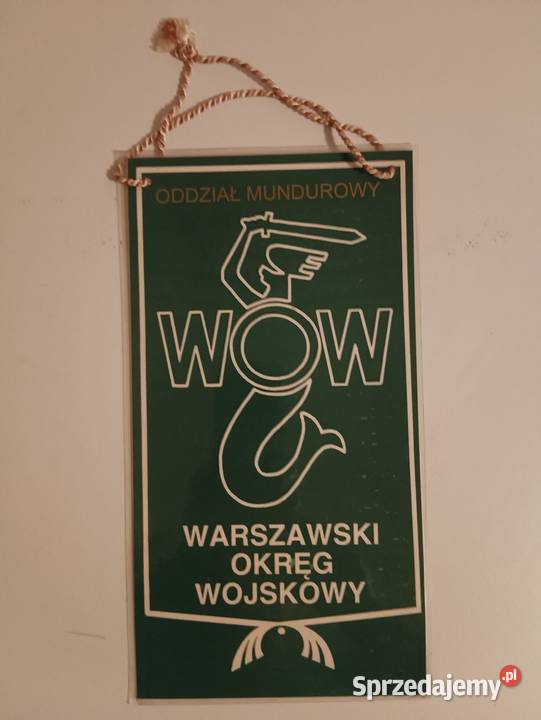 ODDZIAŁ MUNDUROWY
WOW
WARSZAWSKI
OKRĘG
WOJSKOWY
Sprzedajemy.pl